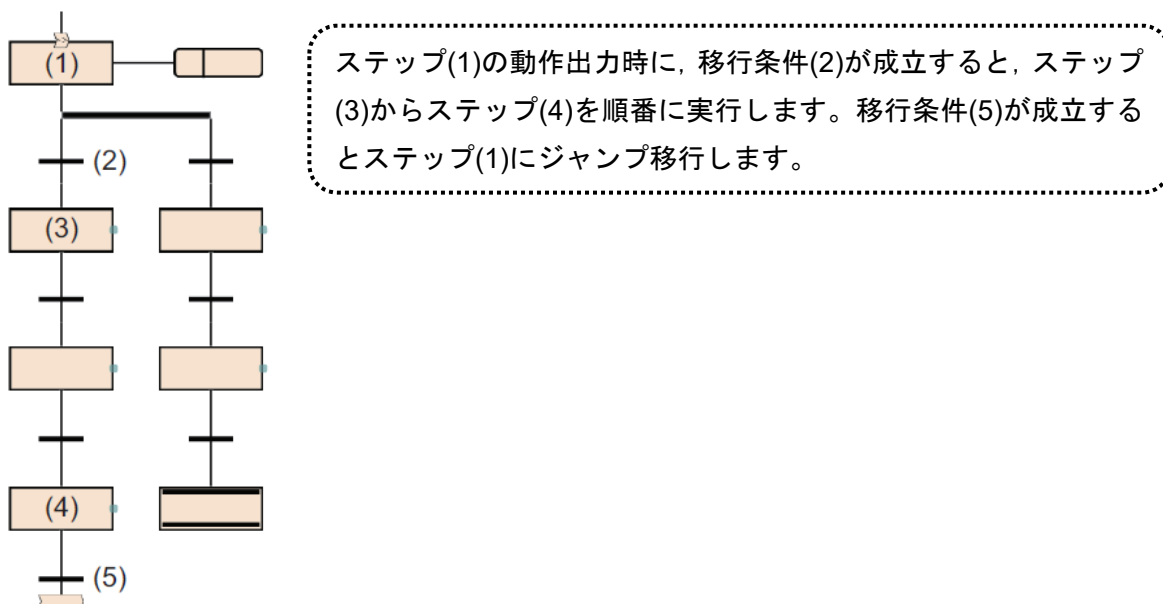 (1)
ステップ(1)の動作出力時に, 移行条件(2)が成立すると, ステップ
(3)からステップ(4)を順番に実行します。移行条件(5)が成立する
とステップ(1)にジャンプ移行します。
(2)
(3)
(4)
(5)